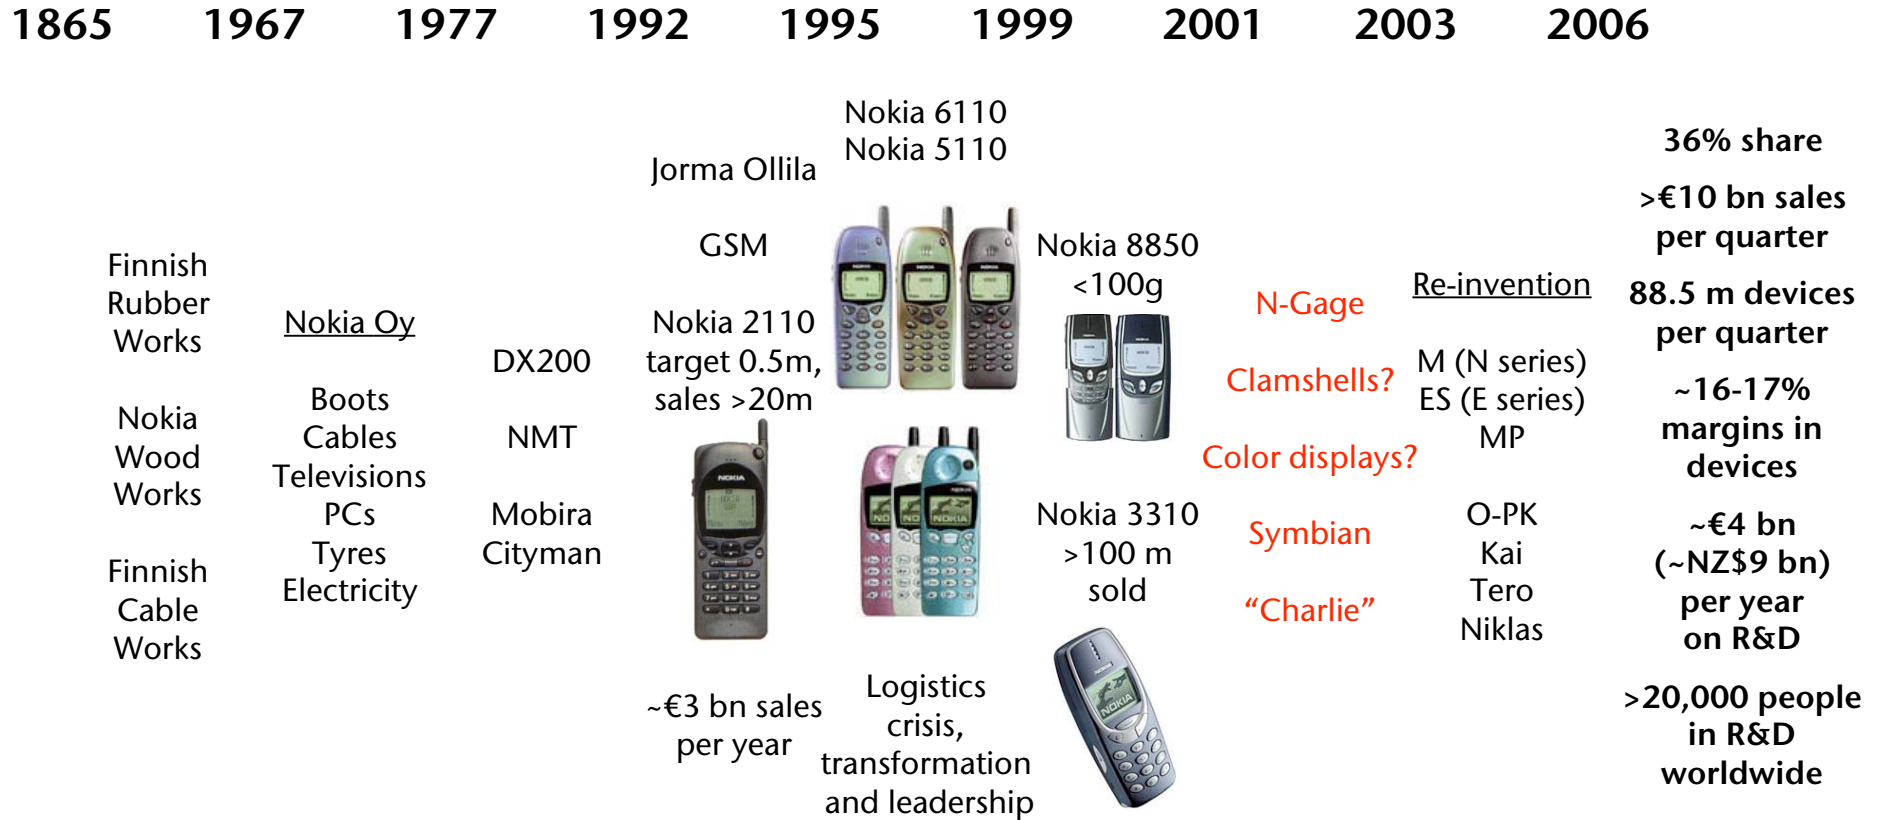 1865 1967 1977 1992 1995 1999 2001 2003 2006
Finnish
Rubber
Works
Nokia
Wood
Works
Finnish
Cable
Works
Nokia Oy
Boots
Cables
Televisions
PCs
Tyres
Electricity
DX200
NMT
Mobira
Cityman
Jorma Ollila
GSM
Nokia 2110
target 0.5m,
sales >20m
NOKIA
~€3 bn sales
per year
Nokia 6110
Nokia 5110
NOKIA
Logistics
crisis,
transformation
and leadership
Nokia 8850
<100g
Nokia 3310
>100 m
sold
NOKIA
N-Gage
Clamshells?
Color displays?
Symbian
“Charlie”
Re-invention
M (N series)
ES (E series)
MP
O-PK
Kai
Tero
Niklas
36% share
>€10 bn sales
per quarter
88.5 m devices
per quarter
~16-17%
margins in
devices
~€4 bn
(~NZ$9 bn)
per year
on R&D
>20,000 people
in R&D
worldwide